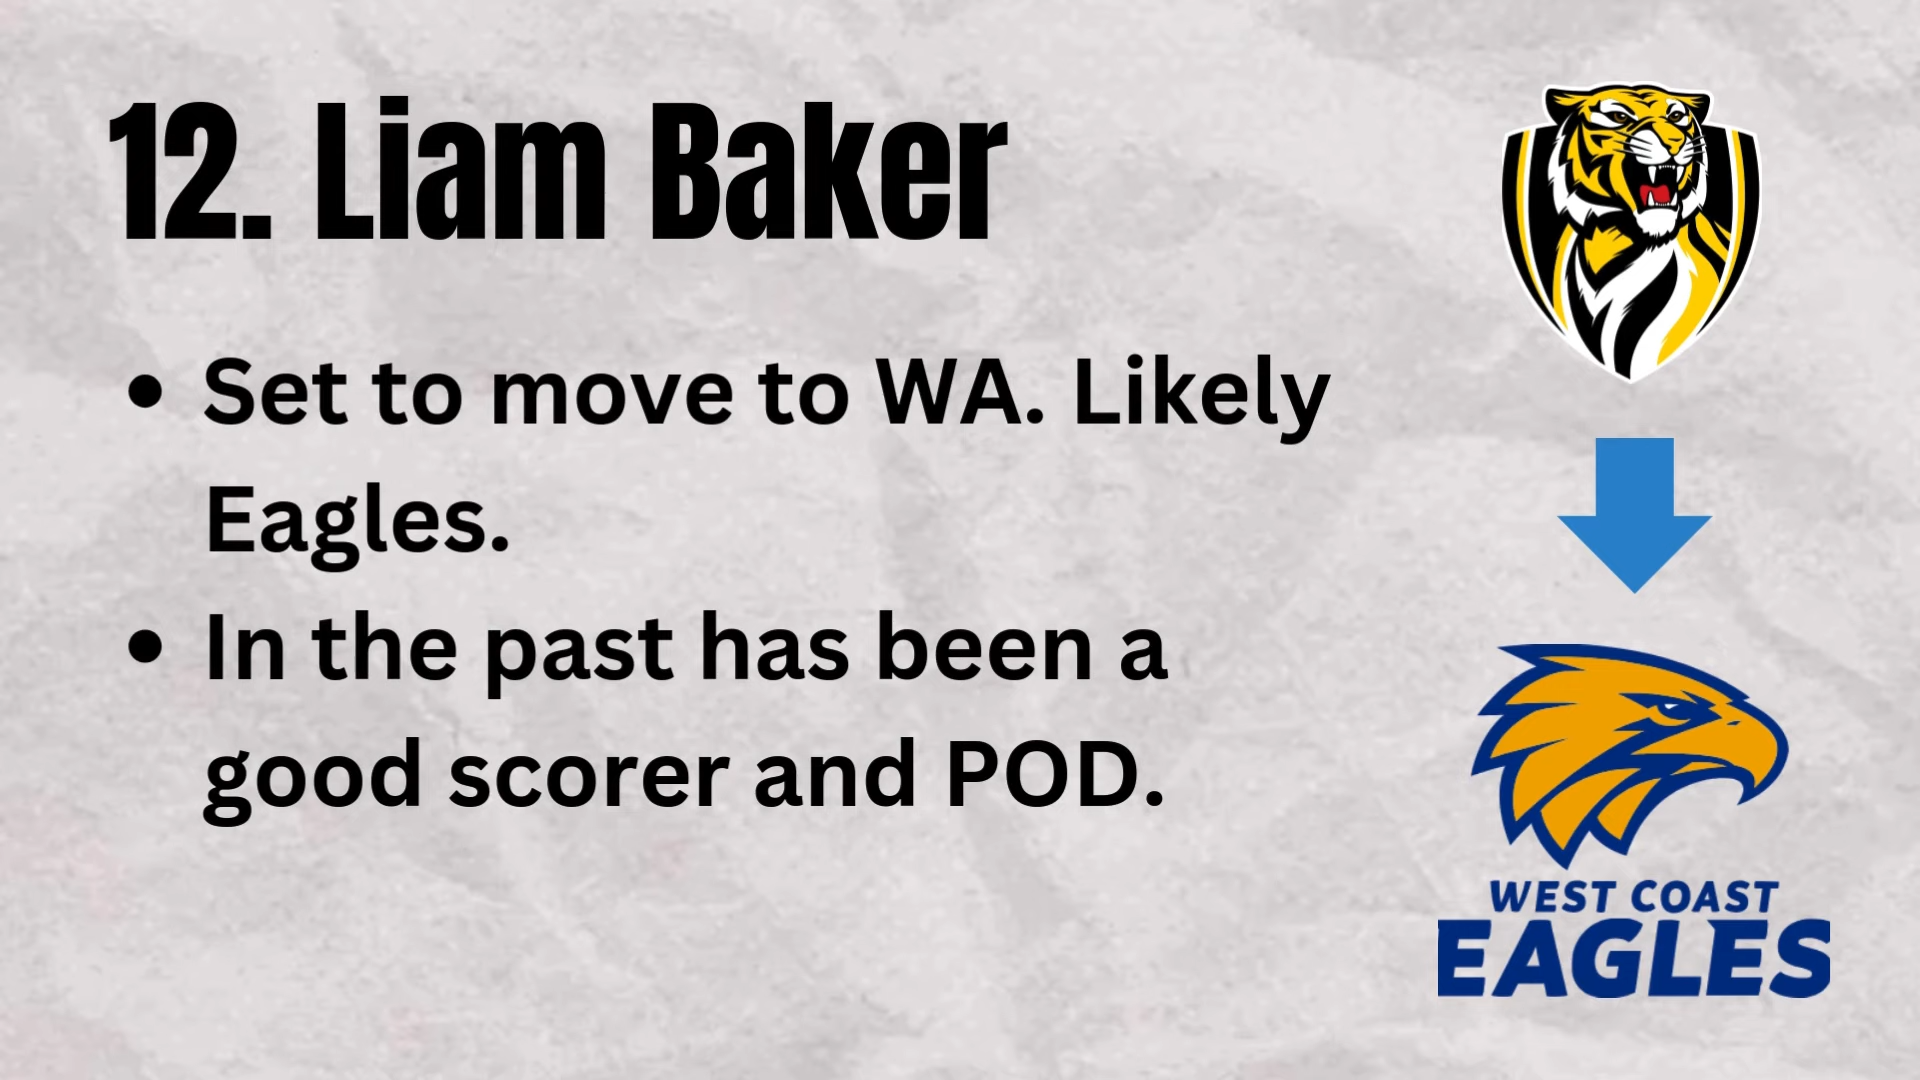 12. Liam Baker
• Set to move to WA. Likely
Eagles.
• In the past has been a
good scorer and POD.
WEST COAST
EAGLES